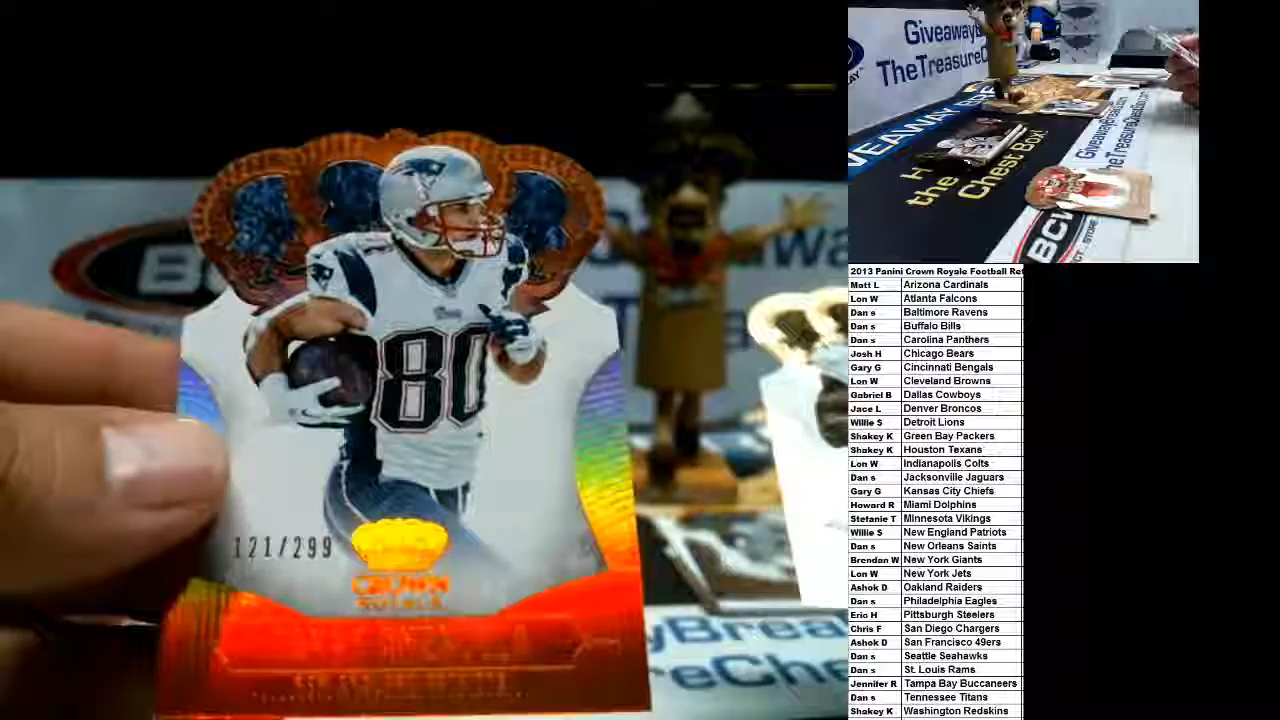 80
121/299
CROWN
ROYALE
Giveaway
TheTreasure
VEAWAY BRE
the
Chest Box!
BCW
2013 Panini Crown Royale Football Ret
Matt L Arizona Cardinals
Lon W Atlanta Falcons
Dan s Baltimore Ravens
Dan s Buffalo Bills
Dan s Carolina Panthers
Josh H Chicago Bears
Gary G Cincinnati Bengals
Lon W Cleveland Browns
Gabriel B Dallas Cowboys
Jace L Denver Broncos
Willie S Detroit Lions
Shakey K Green Bay Packers
Shakey K Houston Texans
Lon W Indianapolis Colts
Dan s Jacksonville Jaguars
Gary G Kansas City Chiefs
Howard R Miami Dolphins
Stefanie T Minnesota Vikings
Willie S New England Patriots
Dan s New Orleans Saints
Brendan W New York Giants
Lon W New York Jets
Ashok D Oakland Raiders
Dan s Philadelphia Eagles
Eric H Pittsburgh Steelers
Chris F San Diego Chargers
Ashok D San Francisco 49ers
Dan s Seattle Seahawks
Dan s St. Louis Rams
Jennifer R Tampa Bay Buccaneers
Dan s Tennessee Titans
Shakey K Washington Redskins